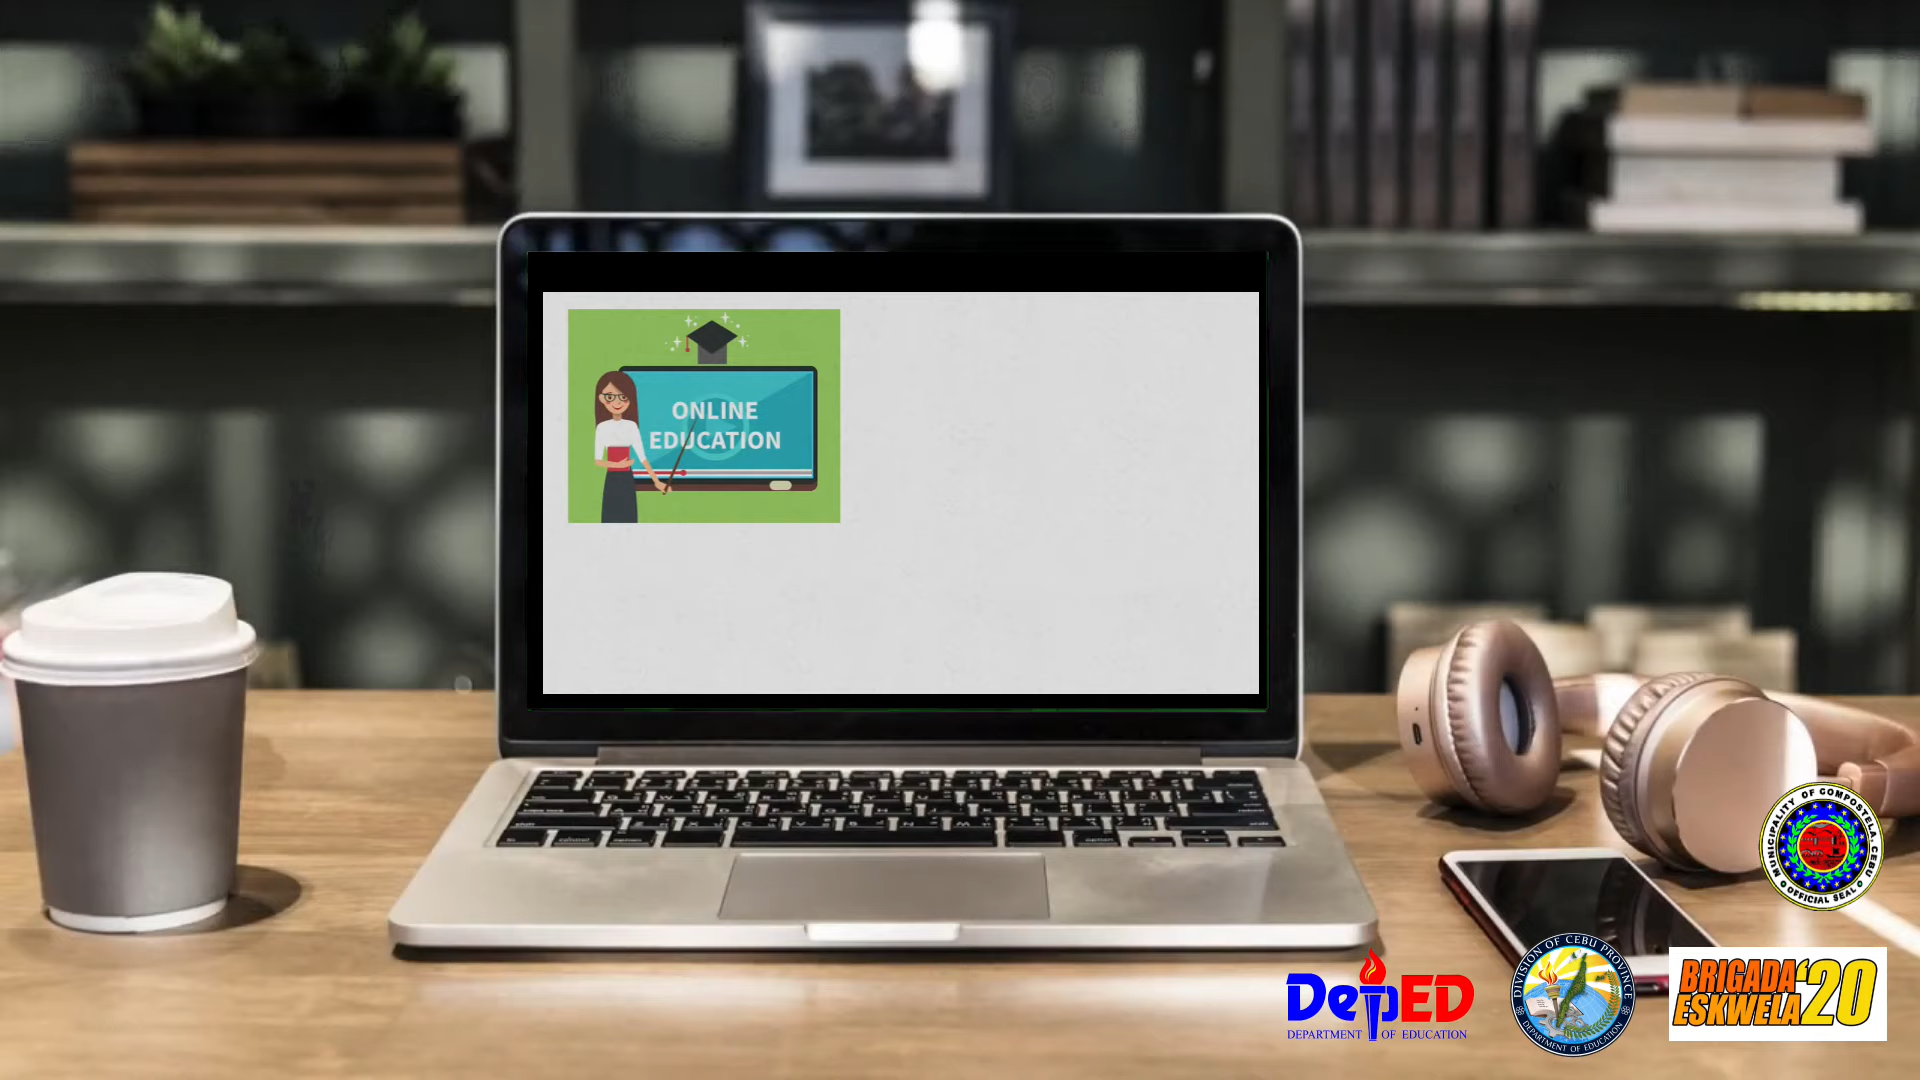 ONLINE
EDUCATION
MUNICIPALITY OF COMPOSTELA, CEBU
OFFICIAL SEAL
DepED
DEPARTMENT OF EDUCATION
DIVISION OF CEBU PROVINCE
DEPARTMENT OF EDUCATION
BRIGADA
ESKWELA
'20